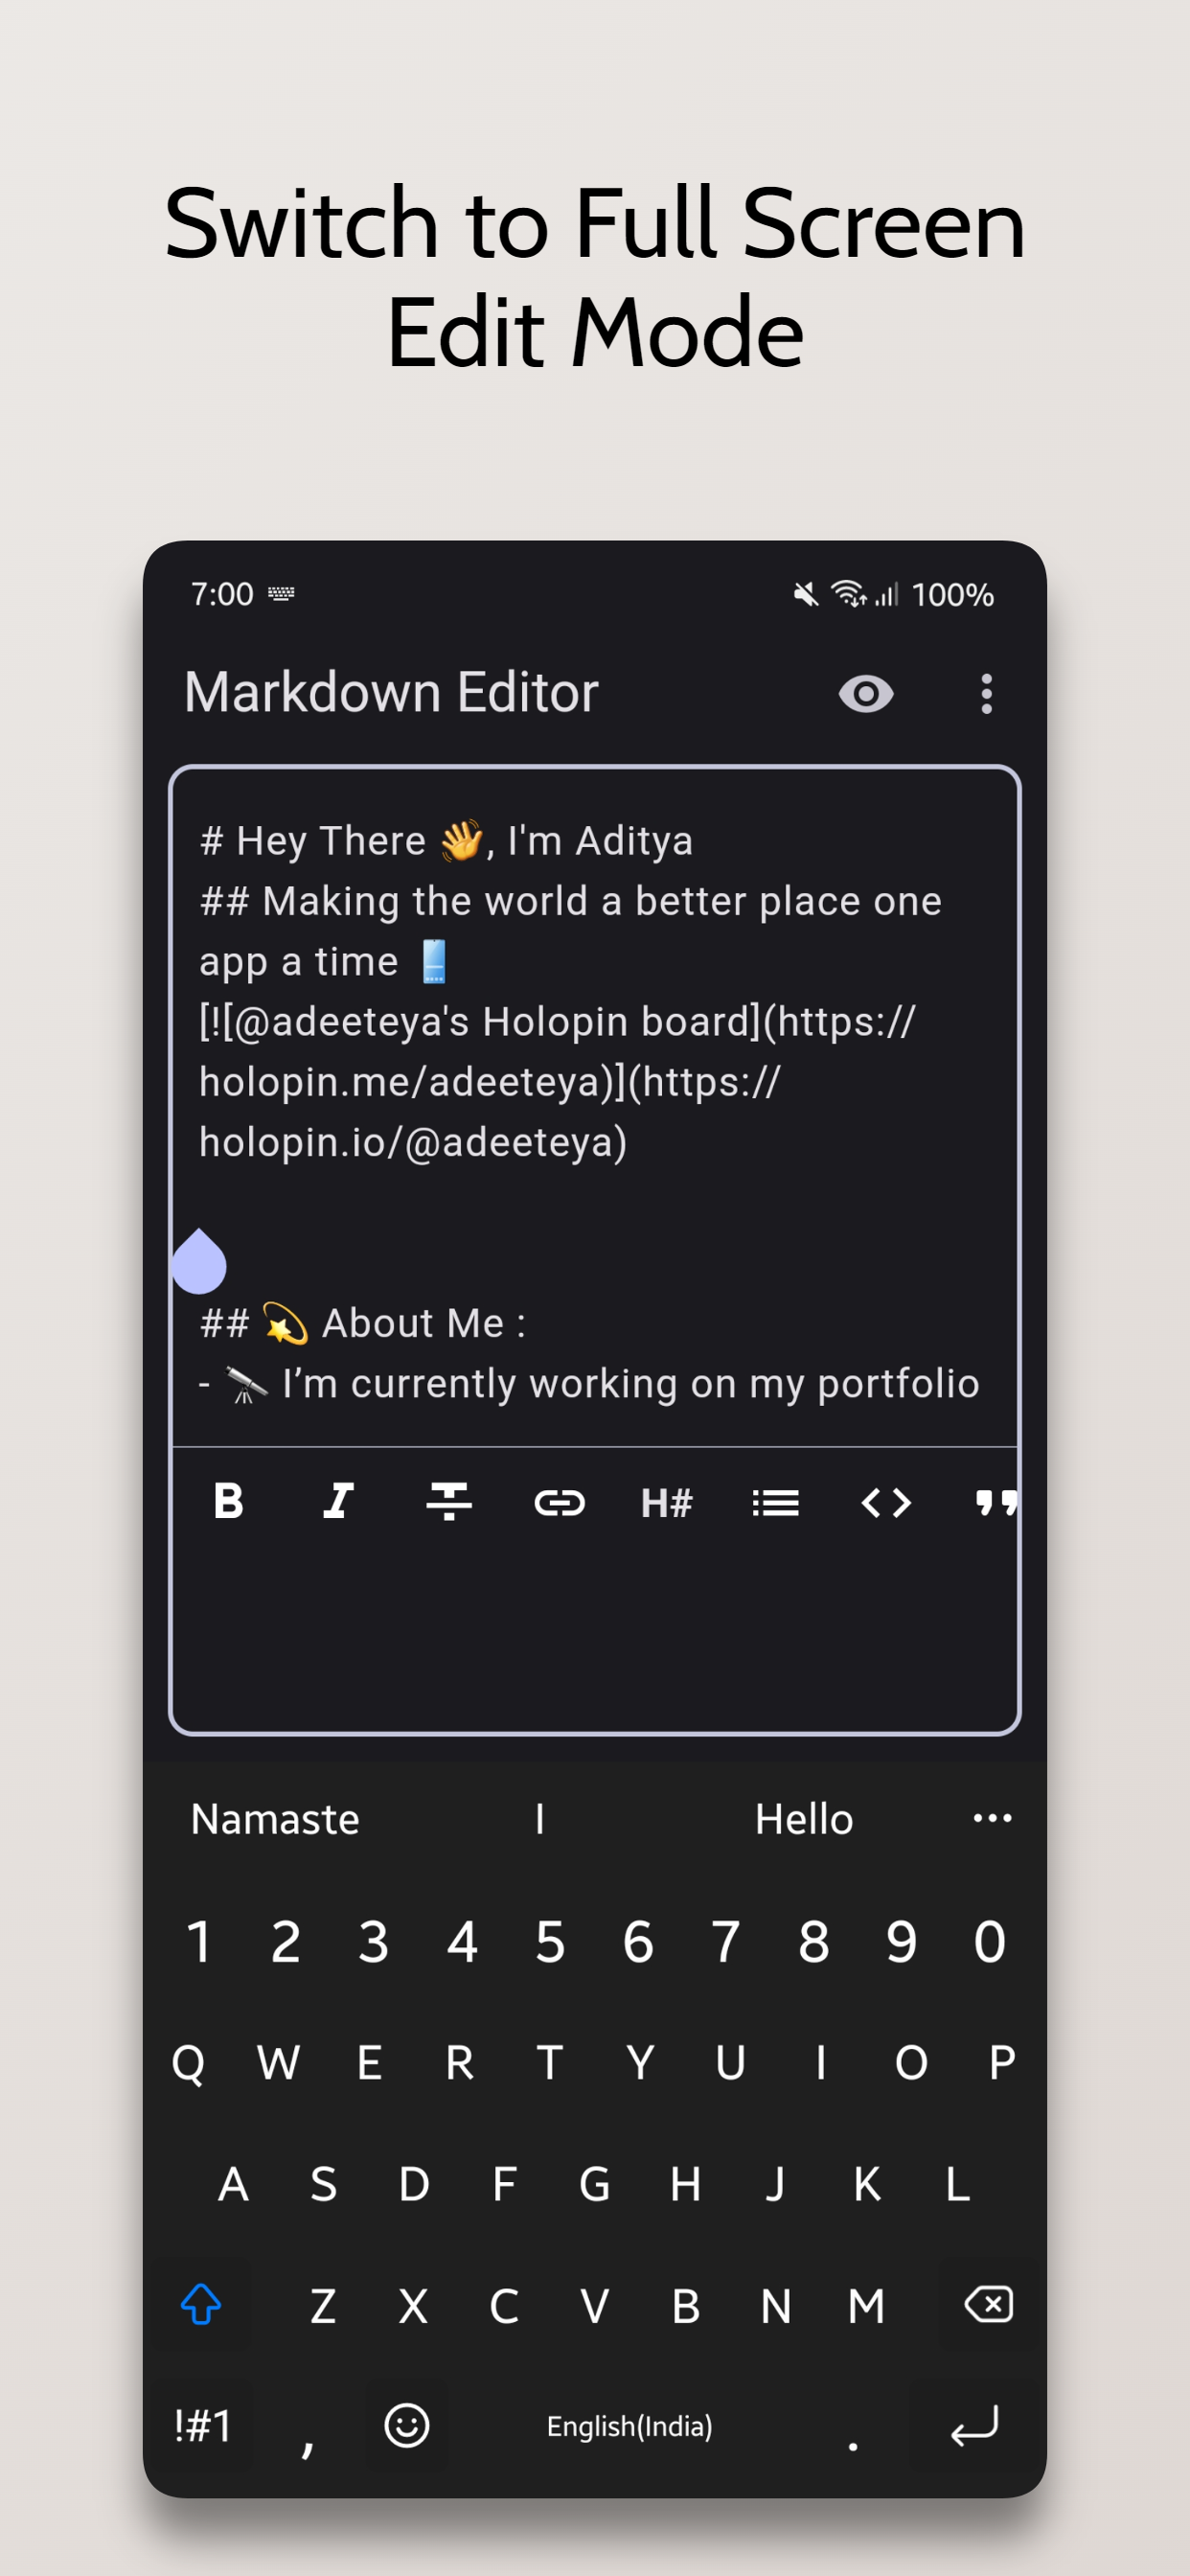 Switch to Full Screen
Edit Mode
7:00 100%
Markdown Editor
# Hey There 👋, I'm Aditya
## Making the world a better place one
app a time 📱
[![@adeeteya's Holopin board](https://
holopin.me/adeeteya)](https://
holopin.io/@adeeteya)
## 💫 About Me :
- 🔭 I’m currently working on my portfolio
B I T H# < > ”
Namaste I Hello ...
1 2 3 4 5 6 7 8 9 0
Q W E R T Y U I O P
A S D F G H J K L
Z X C V B N M
!#1 , English(India) .